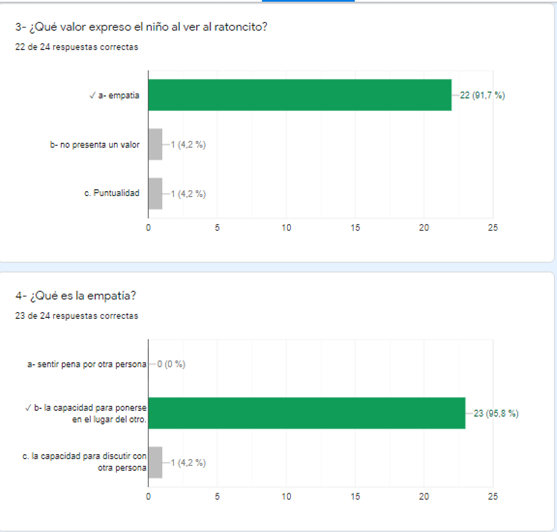 3- ¿Qué valor expreso el niño al ver al ratoncito?
22 de 24 respuestas correctas
✓ a- empatia
22 (91,7 %)
b- no presenta un valor
1 (4,2 %)
c. Puntualidad
1 (4,2 %)
0 5 10 15 20 25
4- ¿Qué es la empatía?
23 de 24 respuestas correctas
a- sentir pena por otra persona
0 (0 %)
✓ b- la capacidad para ponerse
en el lugar del otro.
23 (95,8 %)
c. la capacidad para discutir con
otra persona
1 (4,2 %)
0 5 10 15 20 25